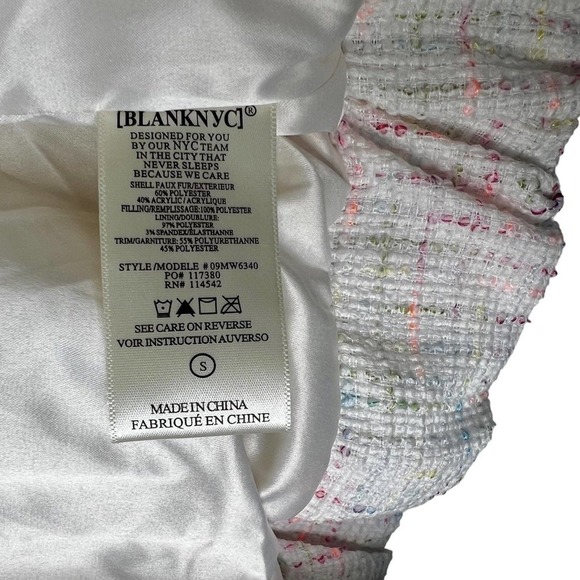 [BLANKNYC]®
DESIGNED FOR YOU
BY OUR NYC TEAM
IN THE CITY THAT
NEVER SLEEPS
BECAUSE WE CARE
SHELL FAUX FUR/EXTERIEUR
60% POLYESTER
40% ACRYLIC / ACRYLIQUE
FILLING/REMPLISSAGE:100% POLYESTER
LINING/DOUBLURE:
97% POLYESTER
3% SPANDEX/ÉLASTHANNE
TRIM/GARNITURE: 55% POLYURETHANNE
45% POLYESTER
STYLE / MODÈLE # 09MW6340
PO# 117380
RN# 114542
SEE CARE ON REVERSE
VOIR INSTRUCTION AUVERSO
S
MADE IN CHINA
FABRIQUÉ EN CHINE